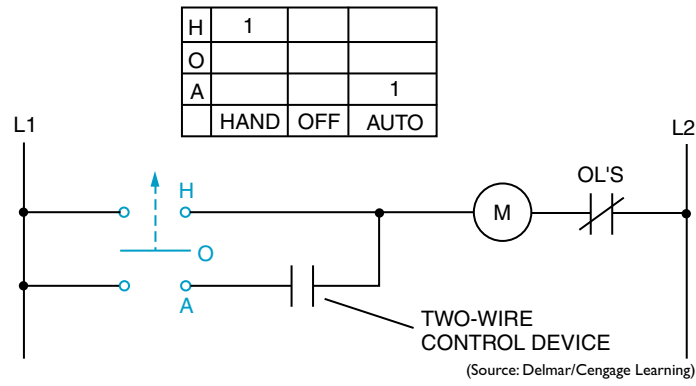 H 1
O
A 1
HAND OFF AUTO
L1
L2
OL'S
H
M
O
A
TWO-WIRE
CONTROL DEVICE
(Source: Delmar/Cengage Learning)